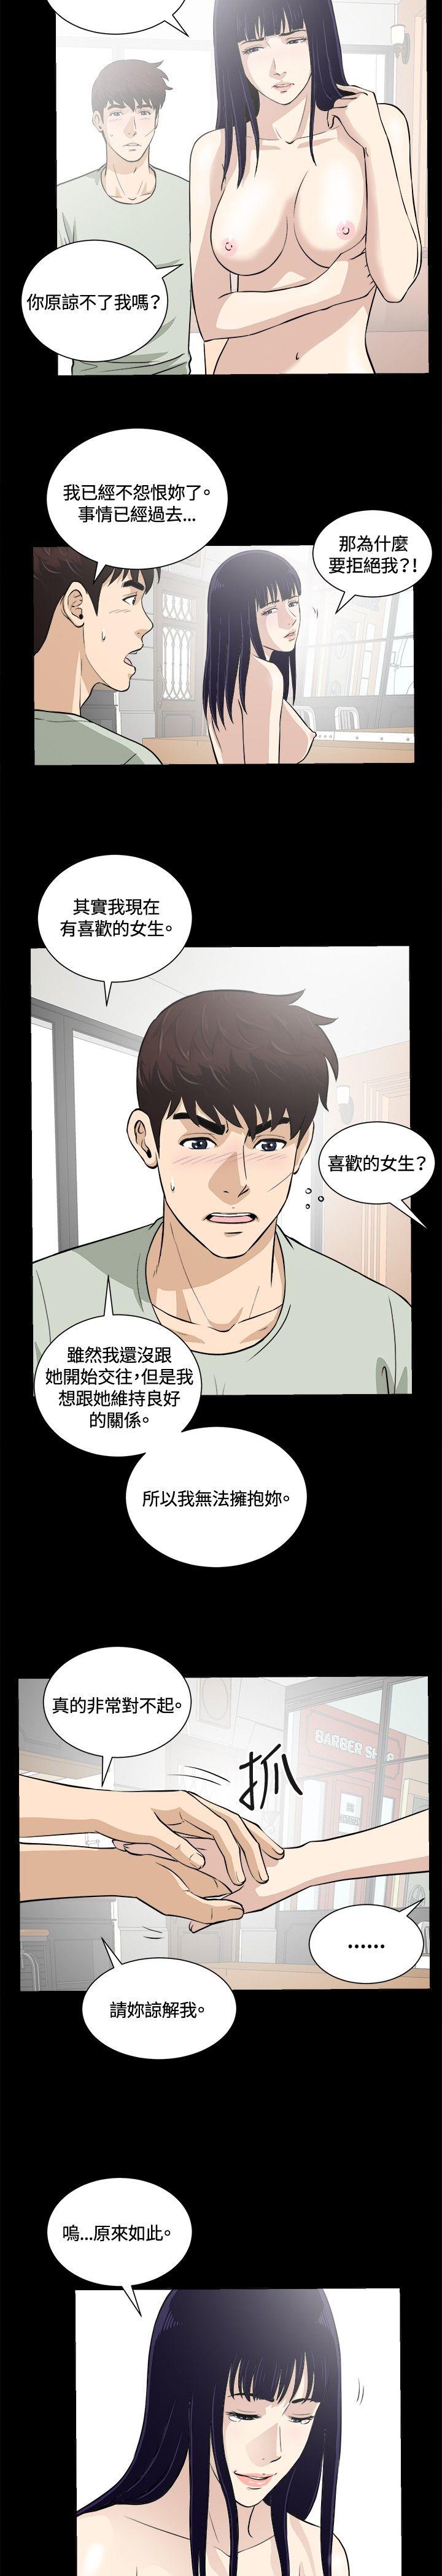 你原諒不了我嗎？
我已經不怨恨妳了。
事情已經過去...
那為什麼
要拒絕我？！
其實我現在
有喜歡的女生。
喜歡的女生？
雖然我還沒跟
她開始交往，但是我
想跟她維持良好
的關係。
所以我無法擁抱妳。
真的非常對不起。
抓
BARBER
......
請妳諒解我。
嗚...原來如此。